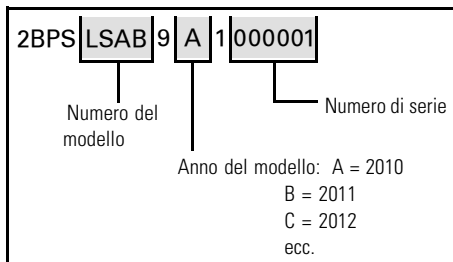 2BPS LSAB 9 A 1 000001
Numero del
modello
Numero di serie
Anno del modello: A = 2010
B = 2011
C = 2012
ecc.